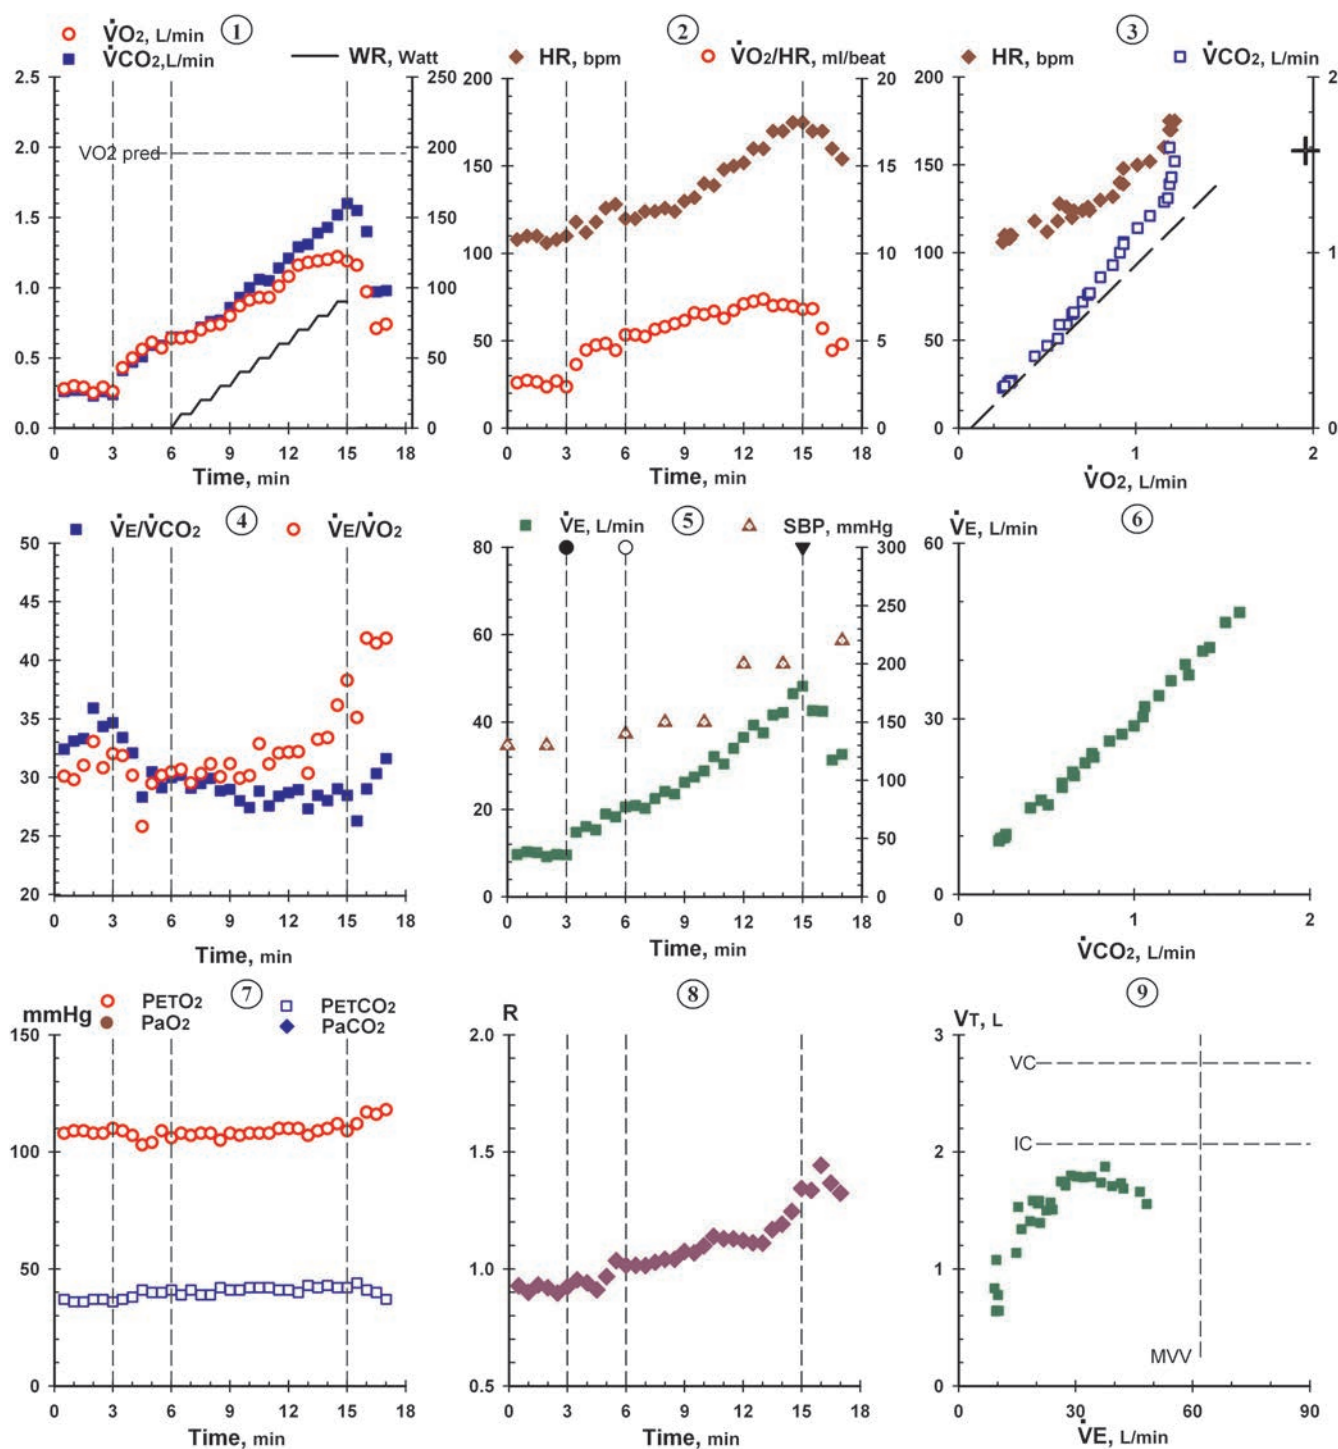 ① V̇O₂, L/min
V̇CO₂, L/min
WR, Watt
2.5 250
2.0 200
VO2 pred
1.5 150
1.0 100
0.5 50
0.0 0
0 3 6 9 12 15 18
Time, min
②
HR, bpm V̇O₂/HR, ml/beat
200 20
150 15
100 10
50 5
0 0
0 3 6 9 12 15 18
Time, min
③
HR, bpm V̇CO₂, L/min
200 2
150
100 1
50
0 0
0 1 2
V̇O₂, L/min
④
V̇E/V̇CO₂ V̇E/V̇O₂
50
45
40
35
30
25
20
0 3 6 9 12 15 18
Time, min
⑤
V̇E, L/min SBP, mmHg
80 300
250
60
200
40 150
100
20
50
0 0
0 3 6 9 12 15 18
Time, min
⑥
V̇E, L/min
60
30
0
0 1 2
V̇CO₂, L/min
⑦
mmHg PETO₂ PETCO₂
PaO₂ PaCO₂
150
100
50
0
0 3 6 9 12 15 18
Time, min
⑧
R
2.0
1.5
1.0
0.5
0 3 6 9 12 15 18
Time, min
⑨
VT, L
3
VC
IC
2
1
MVV
0
0 30 60 90
V̇E, L/min